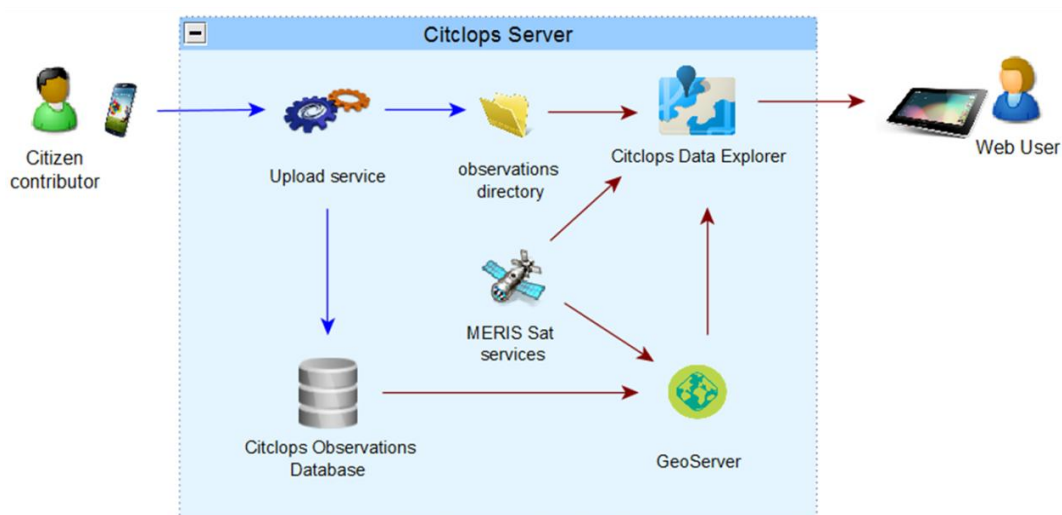 Citclops Server
Citizen
contributor
Upload service
observations
directory
Citclops Data Explorer
Web User
MERIS Sat
services
Citclops Observations
Database
GeoServer